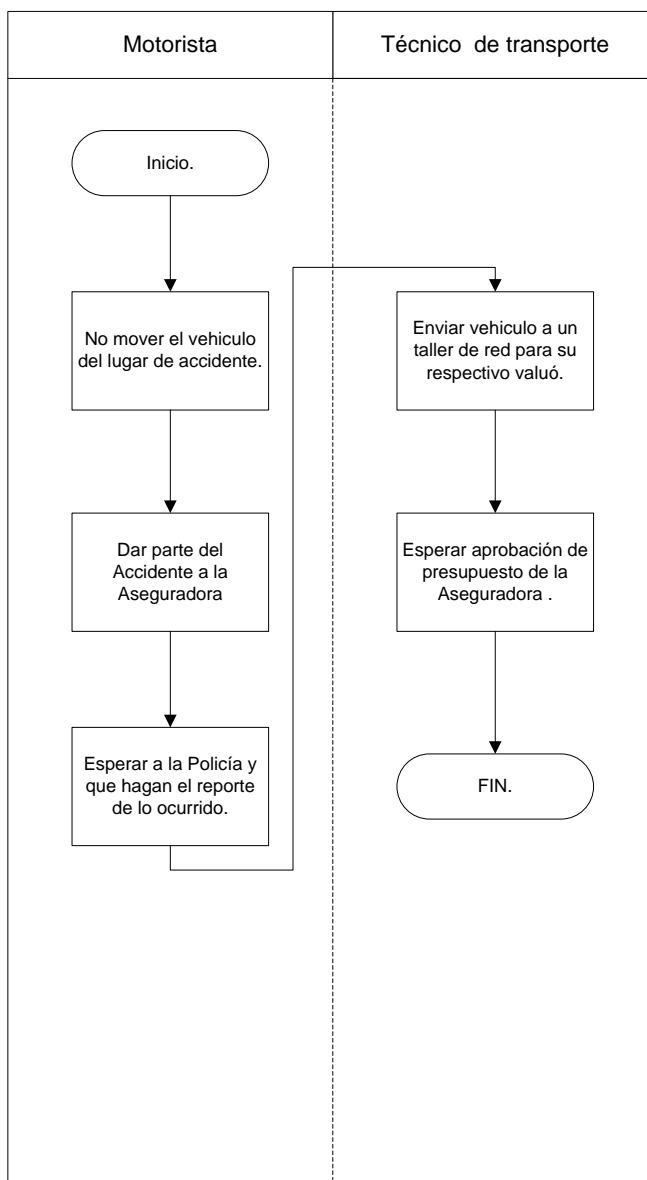 Motorista
Técnico de transporte
Inicio.
No mover el vehiculo
del lugar de accidente.
Dar parte del
Accidente a la
Aseguradora
Esperar a la Policía y
que hagan el reporte
de lo ocurrido.
Enviar vehiculo a un
taller de red para su
respectivo valuó.
Esperar aprobación de
presupuesto de la
Aseguradora .
FIN.